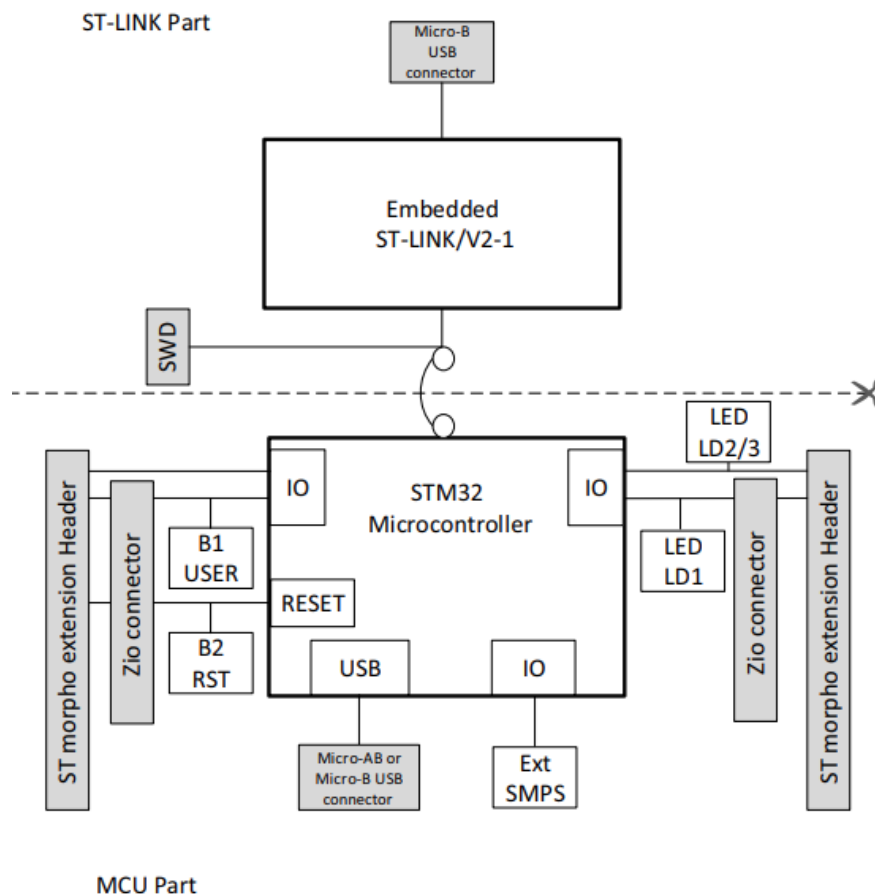 ST-LINK Part
Micro-B
USB
connector
Embedded
ST-LINK/V2-1
SWD
LED
LD2/3
ST morpho extension Header
Zio connector
IO
B1
USER
RESET
B2
RST
STM32
Microcontroller
IO
LED
LD1
Zio connector
ST morpho extension Header
USB
IO
Micro-AB or
Micro-B USB
connector
Ext
SMPS
MCU Part